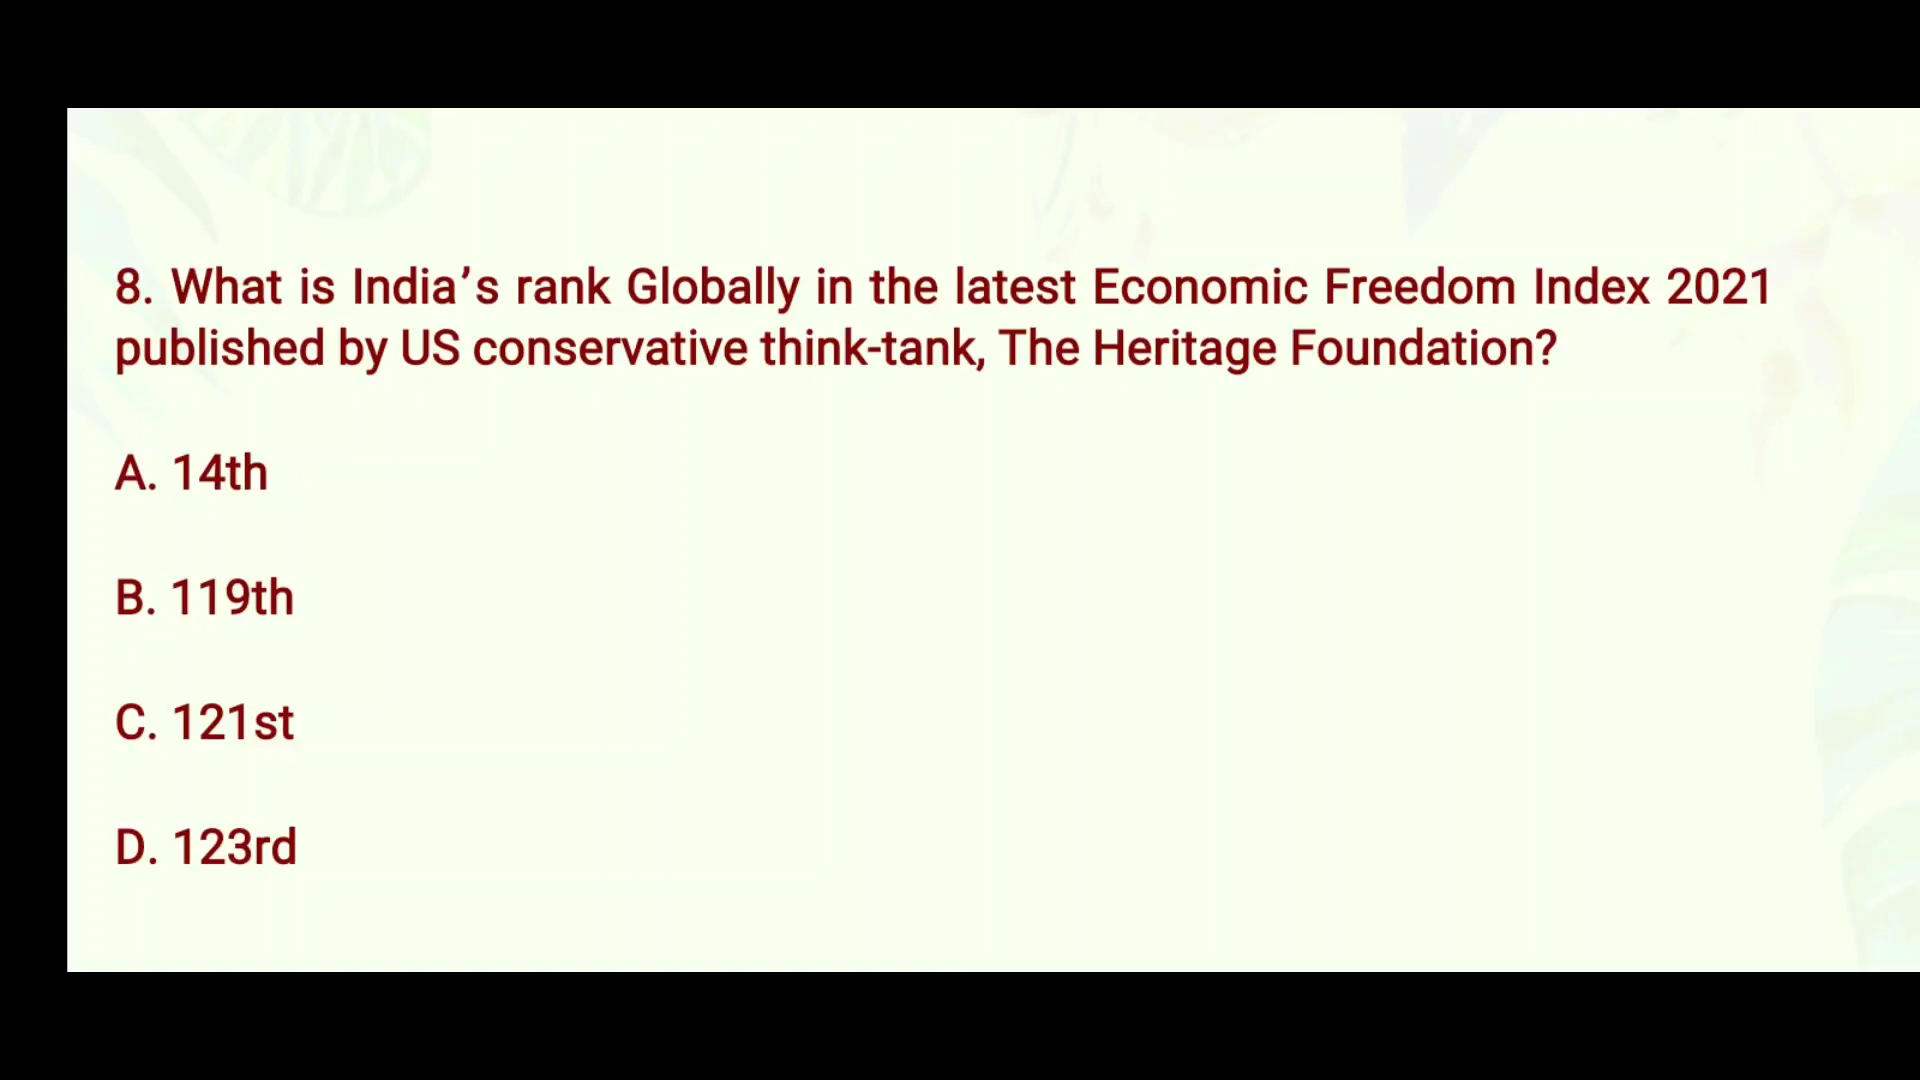 8. What is India’s rank Globally in the latest Economic Freedom Index 2021
published by US conservative think-tank, The Heritage Foundation?
A. 14th
B. 119th
C. 121st
D. 123rd